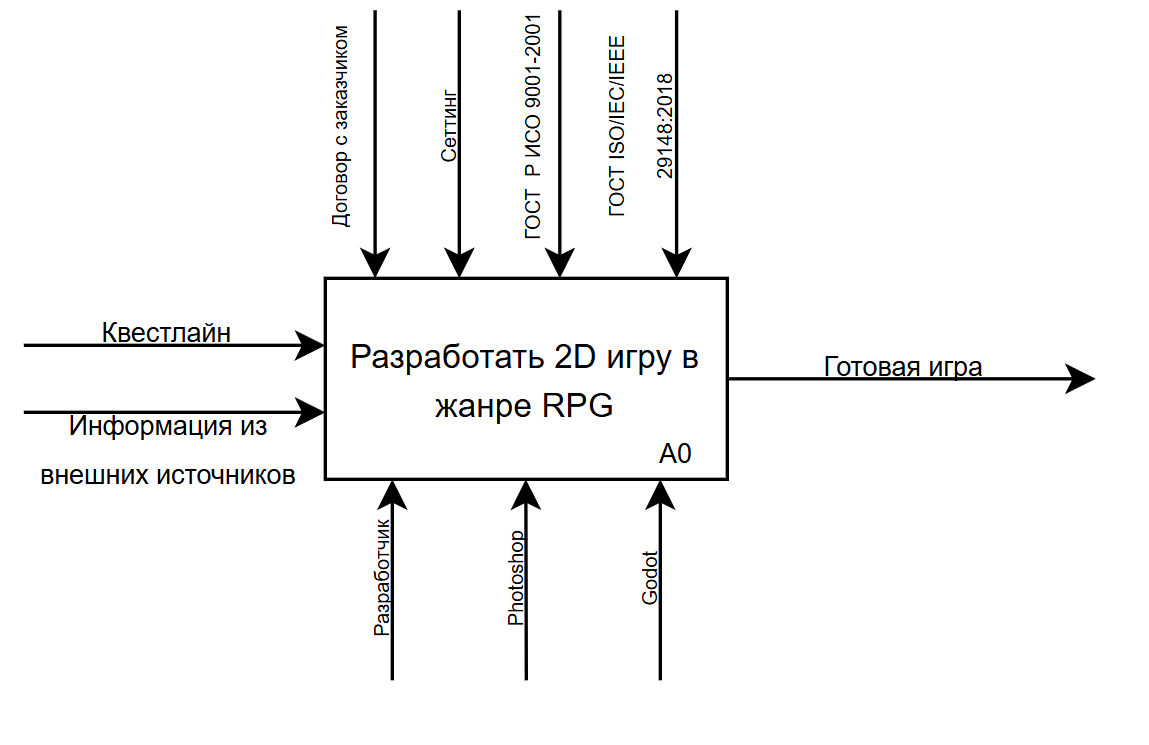 Договор с заказчиком
Сеттинг
ГОСТ Р ИСО 9001-2001
ГОСТ ISO/IEC/IEEE
29148:2018
Квестлайн
Информация из
внешних источников
Разработать 2D игру в
жанре RPG
A0
Готовая игра
Разработчик
Photoshop
Godot